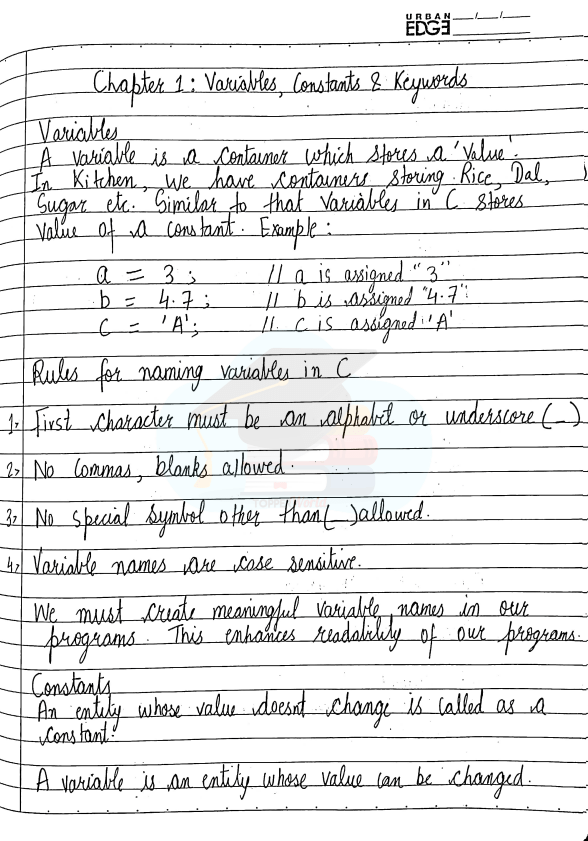 URBAN
EDGE
Chapter 1 : Variables, Constants & Keywords
Variables
A variable is a container which stores a 'Value'.
In Kitchen, we have containers storing Rice, Dal,
Sugar etc. Similar to that Variables in C stores
Value of a constant. Example :
a = 3 ; // a is assigned "3"
b = 4.7 ; // b is assigned "4.7"
c = 'A'; // c is assigned 'A'
Rules for naming variables in C
1> First character must be an alphabet or underscore (_)
2> No Commas, blanks allowed.
3> No special symbol other than (_) allowed.
4> Variable names are case sensitive.
We must create meaningful variable names in our
programs. This enhances readability of our programs.
Constants
An entity whose value doesnt change is called as a
constant.
A variable is an entity whose value can be changed.